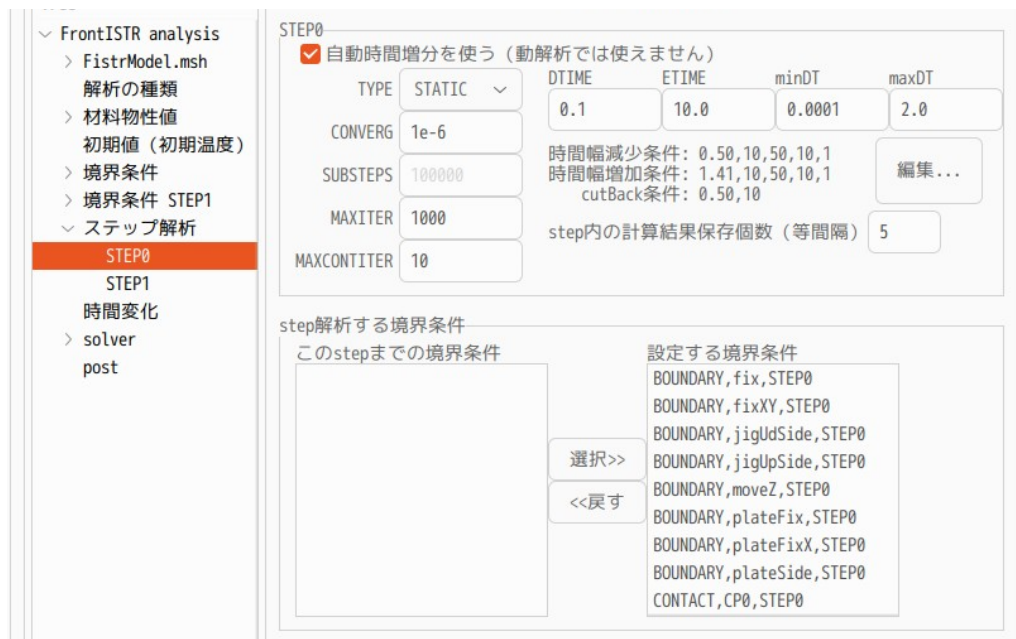 FrontISTR analysis
FistrModel.msh
解析の種類
材料物性値
初期値（初期温度）
境界条件
境界条件 STEP1
ステップ解析
STEP0
STEP1
時間変化
solver
post
STEP0
自動時間増分を使う（動解析では使えません）
TYPE STATIC
CONVERG 1e-6
SUBSTEPS 100000
MAXITER 1000
MAXCONTITER 10
DTIME ETIME minDT maxDT
0.1 10.0 0.0001 2.0
時間幅減少条件: 0.50,10,50,10,1
時間幅増加条件: 1.41,10,50,10,1
cutBack条件: 0.50,10
編集...
step内の計算結果保存個数（等間隔） 5
step解析する境界条件
このstepまでの境界条件
選択>>
<<戻す
設定する境界条件
BOUNDARY,fix,STEP0
BOUNDARY,fixXY,STEP0
BOUNDARY,jigUdSide,STEP0
BOUNDARY,jigUpSide,STEP0
BOUNDARY,moveZ,STEP0
BOUNDARY,plateFix,STEP0
BOUNDARY,plateFixX,STEP0
BOUNDARY,plateSide,STEP0
CONTACT,CP0,STEP0